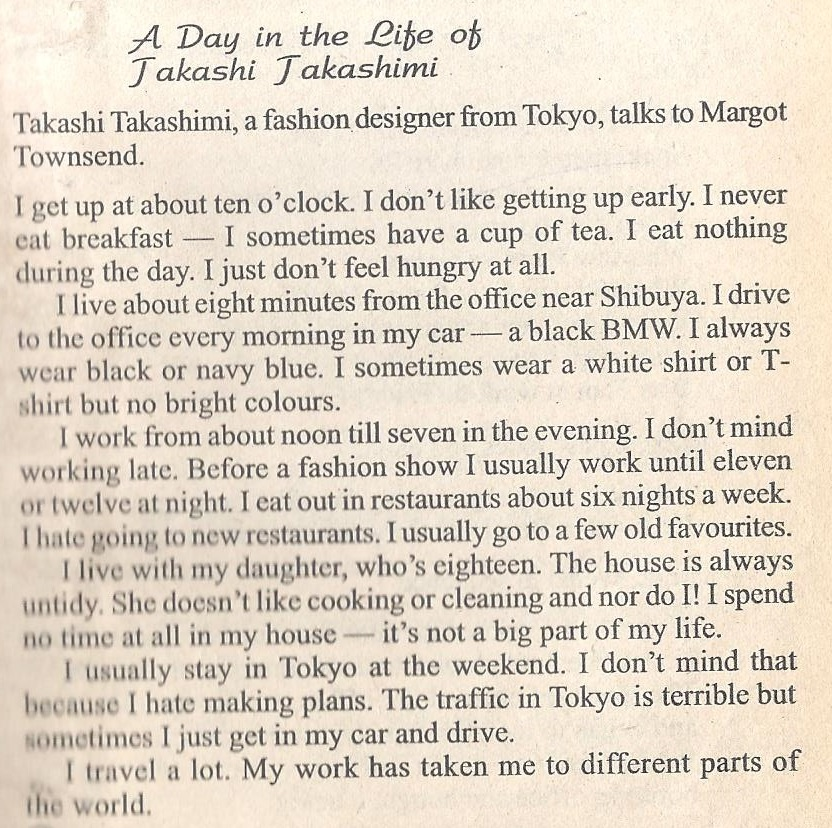 A Day in the Life of
Takashi Takashimi
Takashi Takashimi, a fashion designer from Tokyo, talks to Margot
Townsend.
I get up at about ten o'clock. I don't like getting up early. I never
eat breakfast — I sometimes have a cup of tea. I eat nothing
during the day. I just don't feel hungry at all.
I live about eight minutes from the office near Shibuya. I drive
to the office every morning in my car — a black BMW. I always
wear black or navy blue. I sometimes wear a white shirt or T-
shirt but no bright colours.
I work from about noon till seven in the evening. I don't mind
working late. Before a fashion show I usually work until eleven
or twelve at night. I eat out in restaurants about six nights a week.
I hate going to new restaurants. I usually go to a few old favourites.
I live with my daughter, who's eighteen. The house is always
untidy. She doesn't like cooking or cleaning and nor do I! I spend
no time at all in my house — it's not a big part of my life.
I usually stay in Tokyo at the weekend. I don't mind that
because I hate making plans. The traffic in Tokyo is terrible but
sometimes I just get in my car and drive.
I travel a lot. My work has taken me to different parts of
the world.